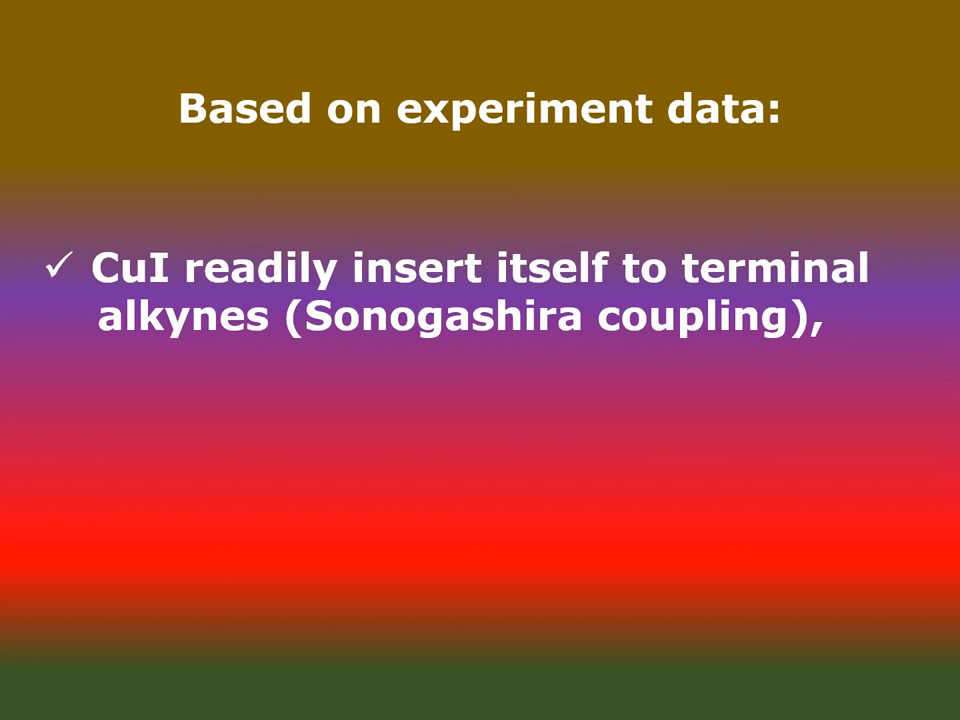 Based on experiment data:
✓ CuI readily insert itself to terminal
alkynes (Sonogashira coupling),